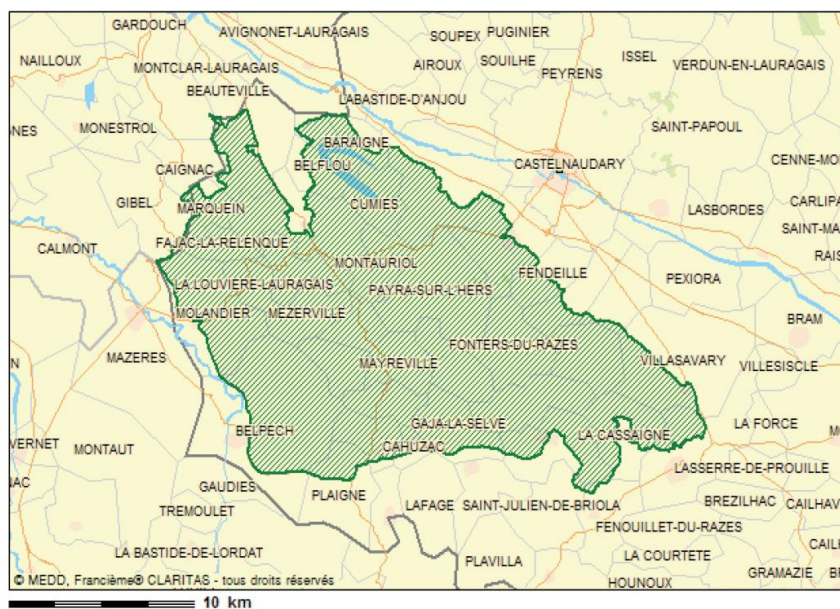 GARDOUCH
AVIGNONET-LAURAGAIS
SOUPEX
PUGINIER
NAILLOUX
MONTCLAR-LAURAGAIS
AIROUX
SOUILHE
ISSEL
VERDUN-EN-LAURAGAIS
PEYRENS
BEAUTEVILLE
LABASTIDE-D'ANJOU
GNES
MONESTROL
SAINT-PAPOUL
BARAIGNE
CAIGNAC
BELFLOU
CASTELNAUDARY
CENNE-MO
GIBEL
MARQUEIN
CUMIES
LASBORDES
CARLIPA
SAINT-MA
CALMONT
FAJAC-LA-RELENQUE
RAIS
MONTAURIOL
FENDEILLE
PEXIORA
LA LOUVIERE-LAURAGAIS
PAYRA-SUR-L'HERS
MOLANDIER
MEZERVILLE
BRAM
FONTERS-DU-RAZES
MAZERES
MAYREVILLE
VILLASAVARY
VILLESISCLE
N
GAJA-LA-SELVE
LA FORCE
BELPECH
LA CASSAIGNE
VERNET
MONTAUT
CAHUZAC
LASSERRE-DE-PROUILLE
NAC
GAUDIES
PLAIGNE
LAFAGE
SAINT-JULIEN-DE-BRIOLA
BREZILHAC
CAILHAV
TREMOULET
FENOUILLET-DU-RAZES
CAILH
LA BASTIDE-DE-LORDAT
PLAVILLA
LA COURTETE
GRAMAZIE
BR
HOUNOUX
© MEDD, Francième® CLARITAS - tous droits réservés
10 km